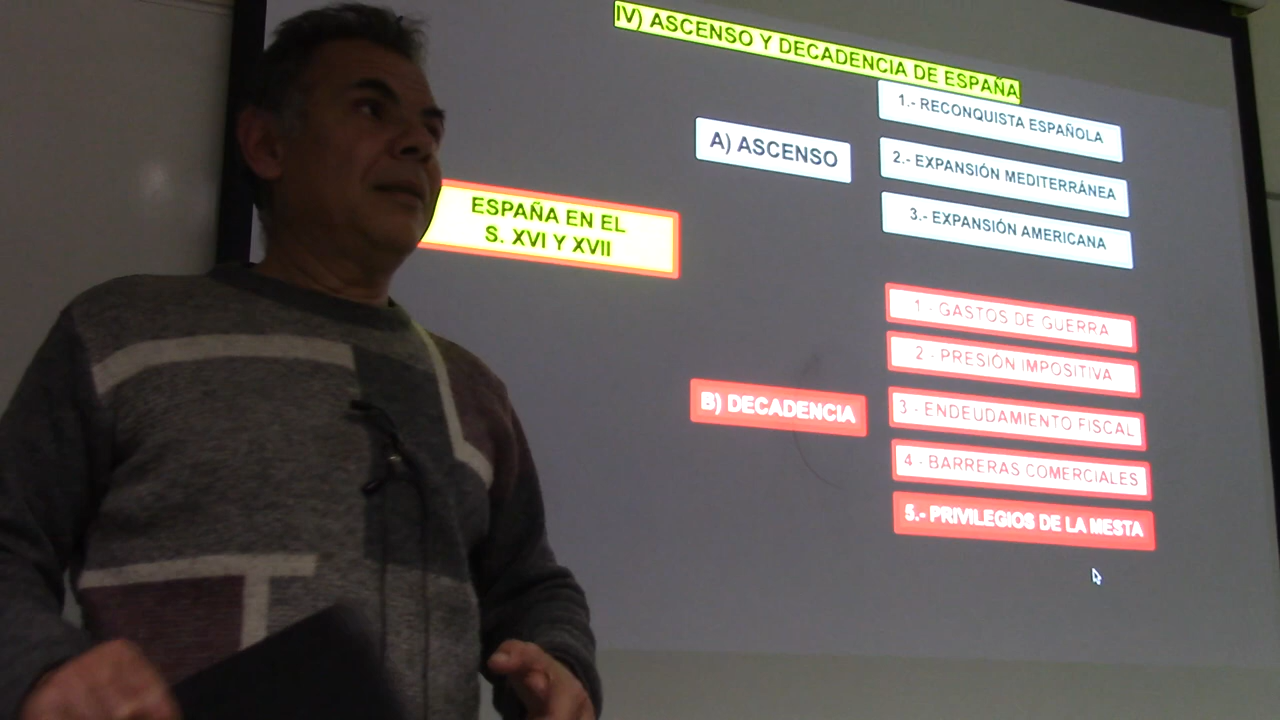 IV) ASCENSO Y DECADENCIA DE ESPAÑA
ESPAÑA EN EL
S. XVI Y XVII
A) ASCENSO
1.- RECONQUISTA ESPAÑOLA
2.- EXPANSIÓN MEDITERRÁNEA
3.- EXPANSIÓN AMERICANA
B) DECADENCIA
1.- GASTOS DE GUERRA
2.- PRESIÓN IMPOSITIVA
3.- ENDEUDAMIENTO FISCAL
4.- BARRERAS COMERCIALES
5.- PRIVILEGIOS DE LA MESTA